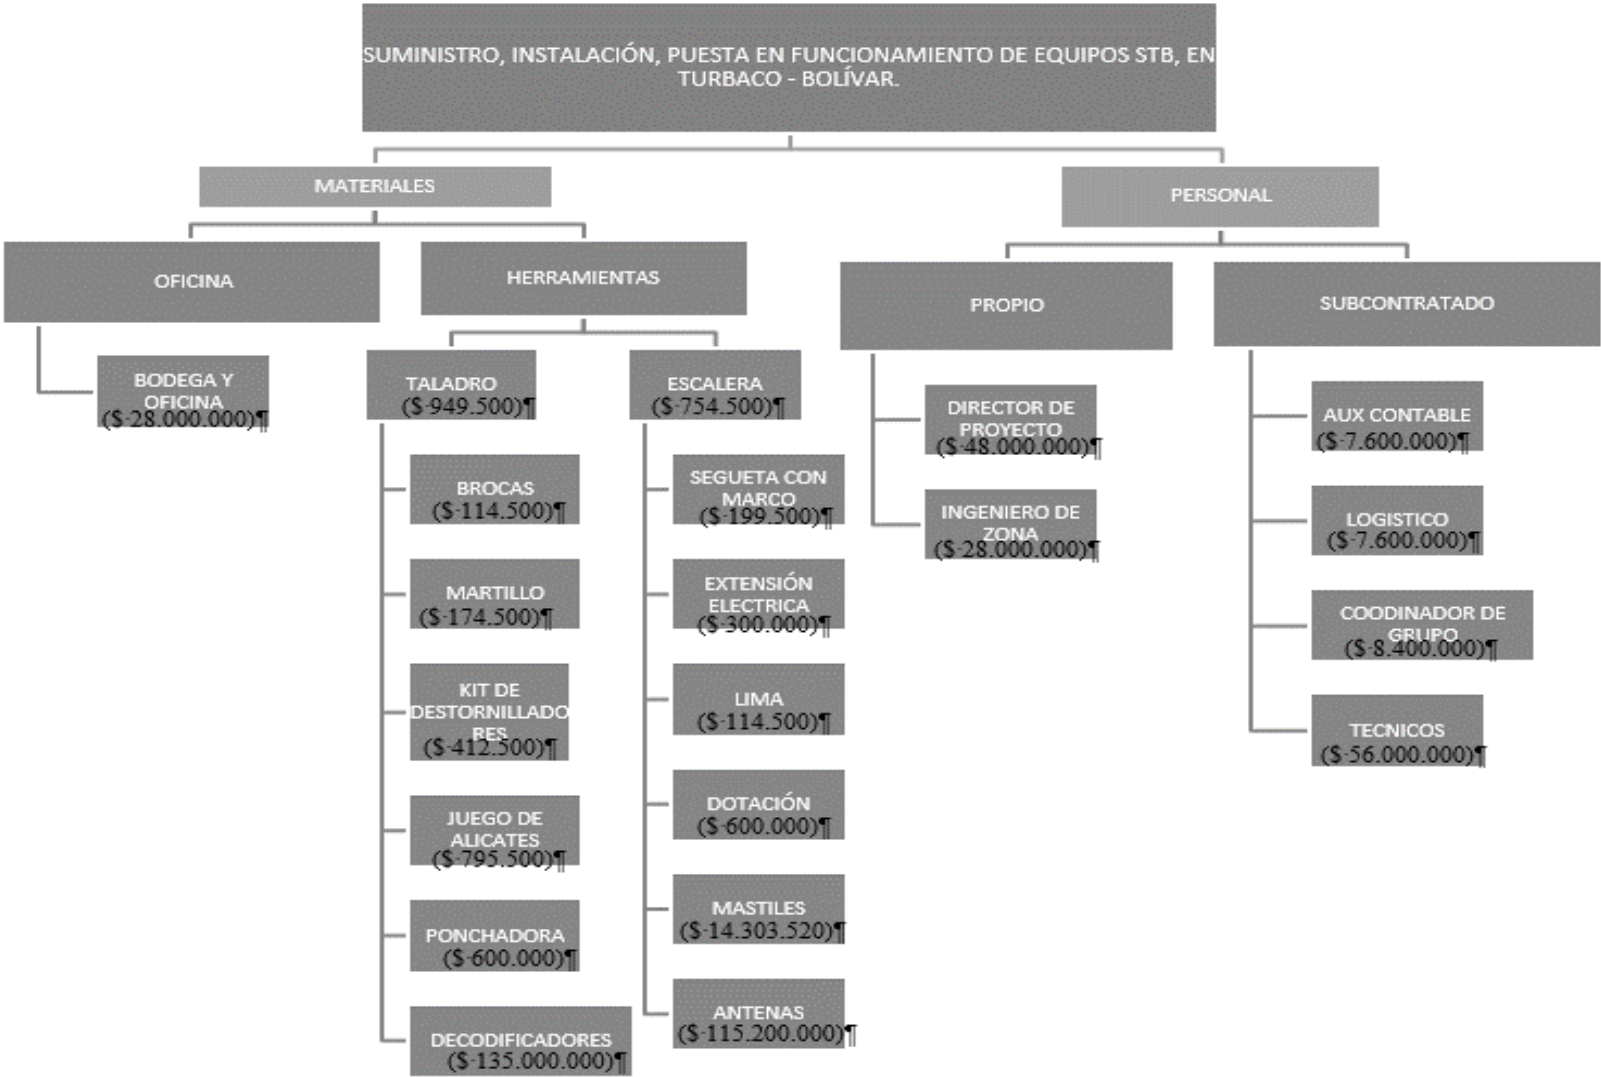 SUMINISTRO, INSTALACIÓN, PUESTA EN FUNCIONAMIENTO DE EQUIPOS STB, EN
TURBACO - BOLÍVAR.
MATERIALES
OFICINA
BODEGA Y
OFICINA
($·28.000.000)¶
HERRAMIENTAS
TALADRO
($·949.500)¶
BROCAS
($·114.500)¶
MARTILLO
($·174.500)¶
KIT DE
DESTORNILLADO
RES
($·412.500)¶
JUEGO DE
ALICATES
($·795.500)¶
PONCHADORA
($·600.000)¶
DECODIFICADORES
($·135.000.000)¶
ESCALERA
($·754.500)¶
SEGUETA CON
MARCO
($·199.500)¶
EXTENSIÓN
ELECTRICA
($·300.000)¶
LIMA
($·114.500)¶
DOTACIÓN
($·600.000)¶
MASTILES
($·14.303.520)¶
ANTENAS
($·115.200.000)¶
PERSONAL
PROPIO
DIRECTOR DE
PROYECTO
($·48.000.000)¶
INGENIERO DE
ZONA
($·28.000.000)¶
SUBCONTRATADO
AUX CONTABLE
($·7.600.000)¶
LOGISTICO
($·7.600.000)¶
COODINADOR DE
GRUPO
($·8.400.000)¶
TECNICOS
($·56.000.000)¶